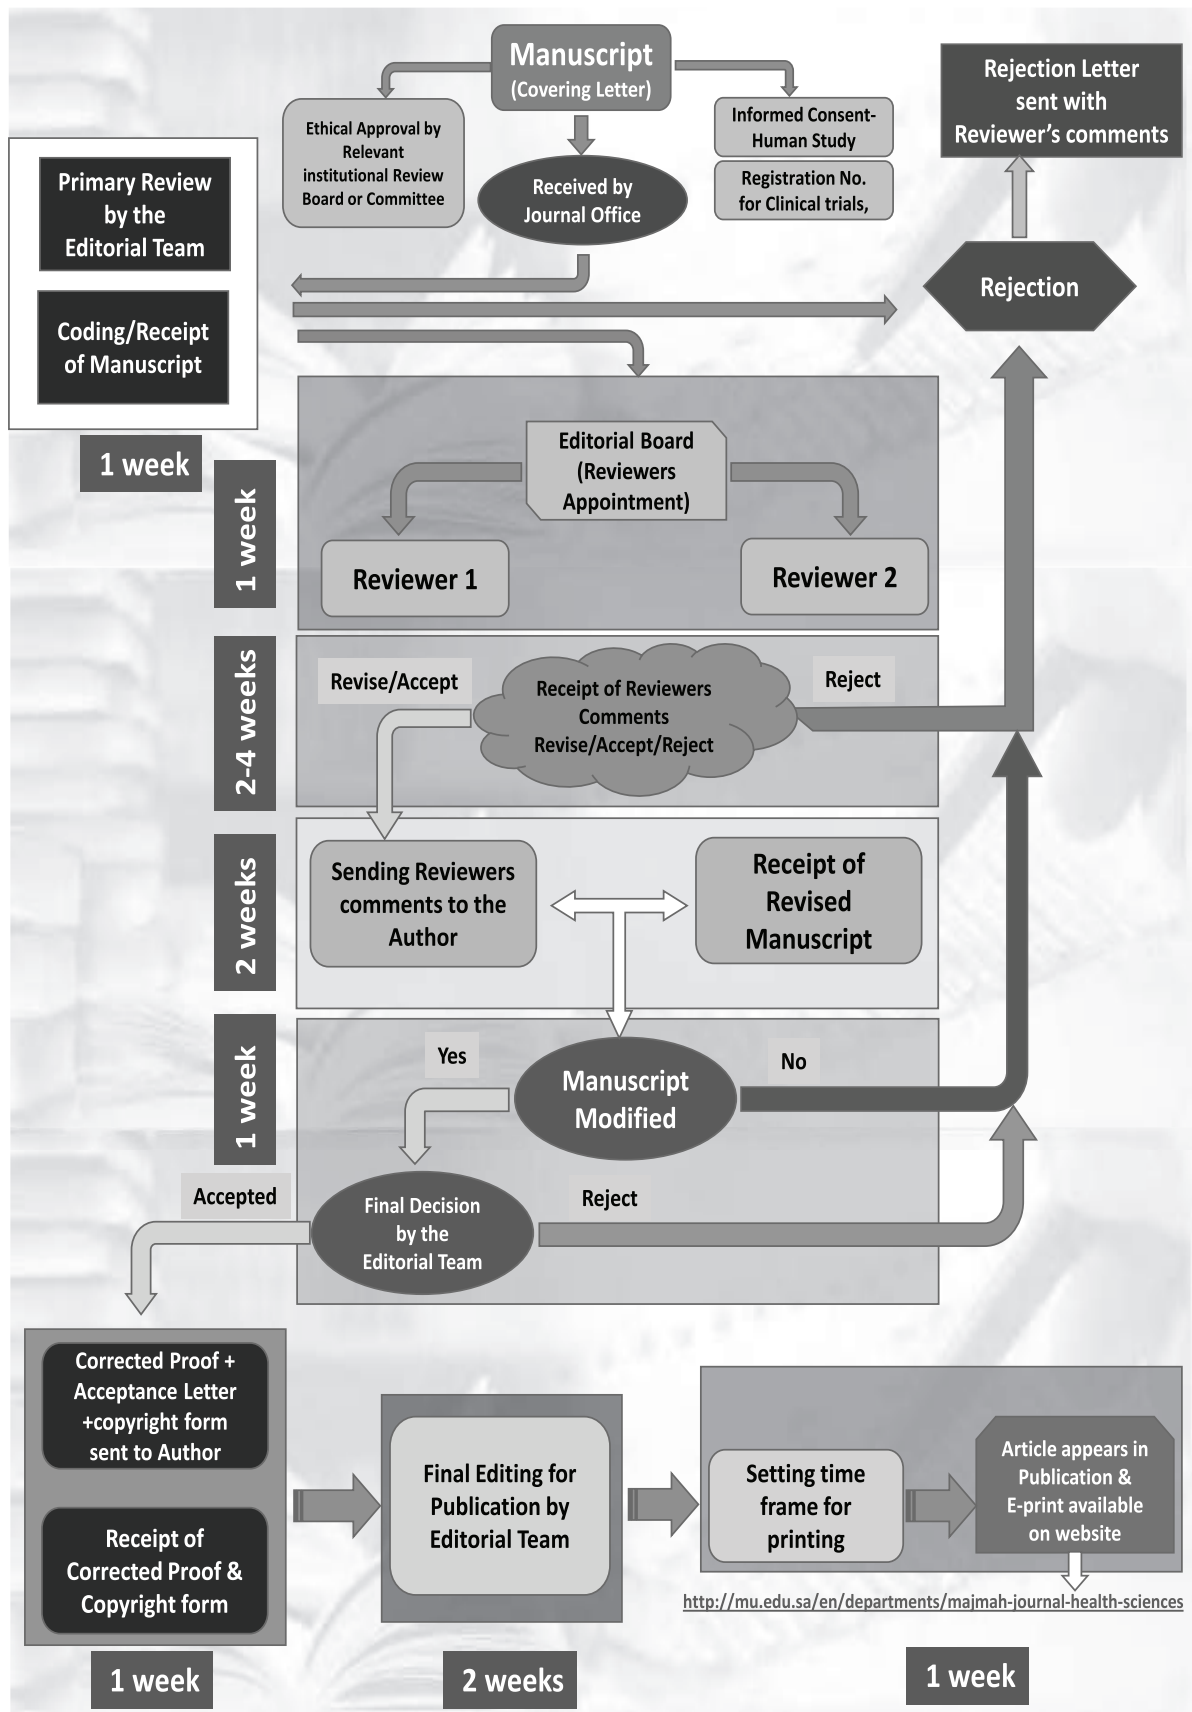 Manuscript
(Covering Letter)
Rejection Letter
sent with
Reviewer's comments
Ethical Approval by
Relevant
institutional Review
Board or Committee
Informed Consent-
Human Study
Registration No.
for Clinical trials,
Received by
Journal Office
Primary Review
by the
Editorial Team
Coding/Receipt
of Manuscript
Rejection
1 week
1 week
Editorial Board
(Reviewers
Appointment)
Reviewer 1
Reviewer 2
2-4 weeks
Revise/Accept
Receipt of Reviewers
Comments
Revise/Accept/Reject
Reject
2 weeks
Sending Reviewers
comments to the
Author
Receipt of
Revised
Manuscript
1 week
Yes
Manuscript
Modified
No
Accepted
Final Decision
by the
Editorial Team
Reject
Corrected Proof +
Acceptance Letter
+copyright form
sent to Author
Receipt of
Corrected Proof &
Copyright form
Final Editing for
Publication by
Editorial Team
Setting time
frame for
printing
Article appears in
Publication &
E-print available
on website
http://mu.edu.sa/en/departments/majmah-journal-health-sciences
1 week
2 weeks
1 week